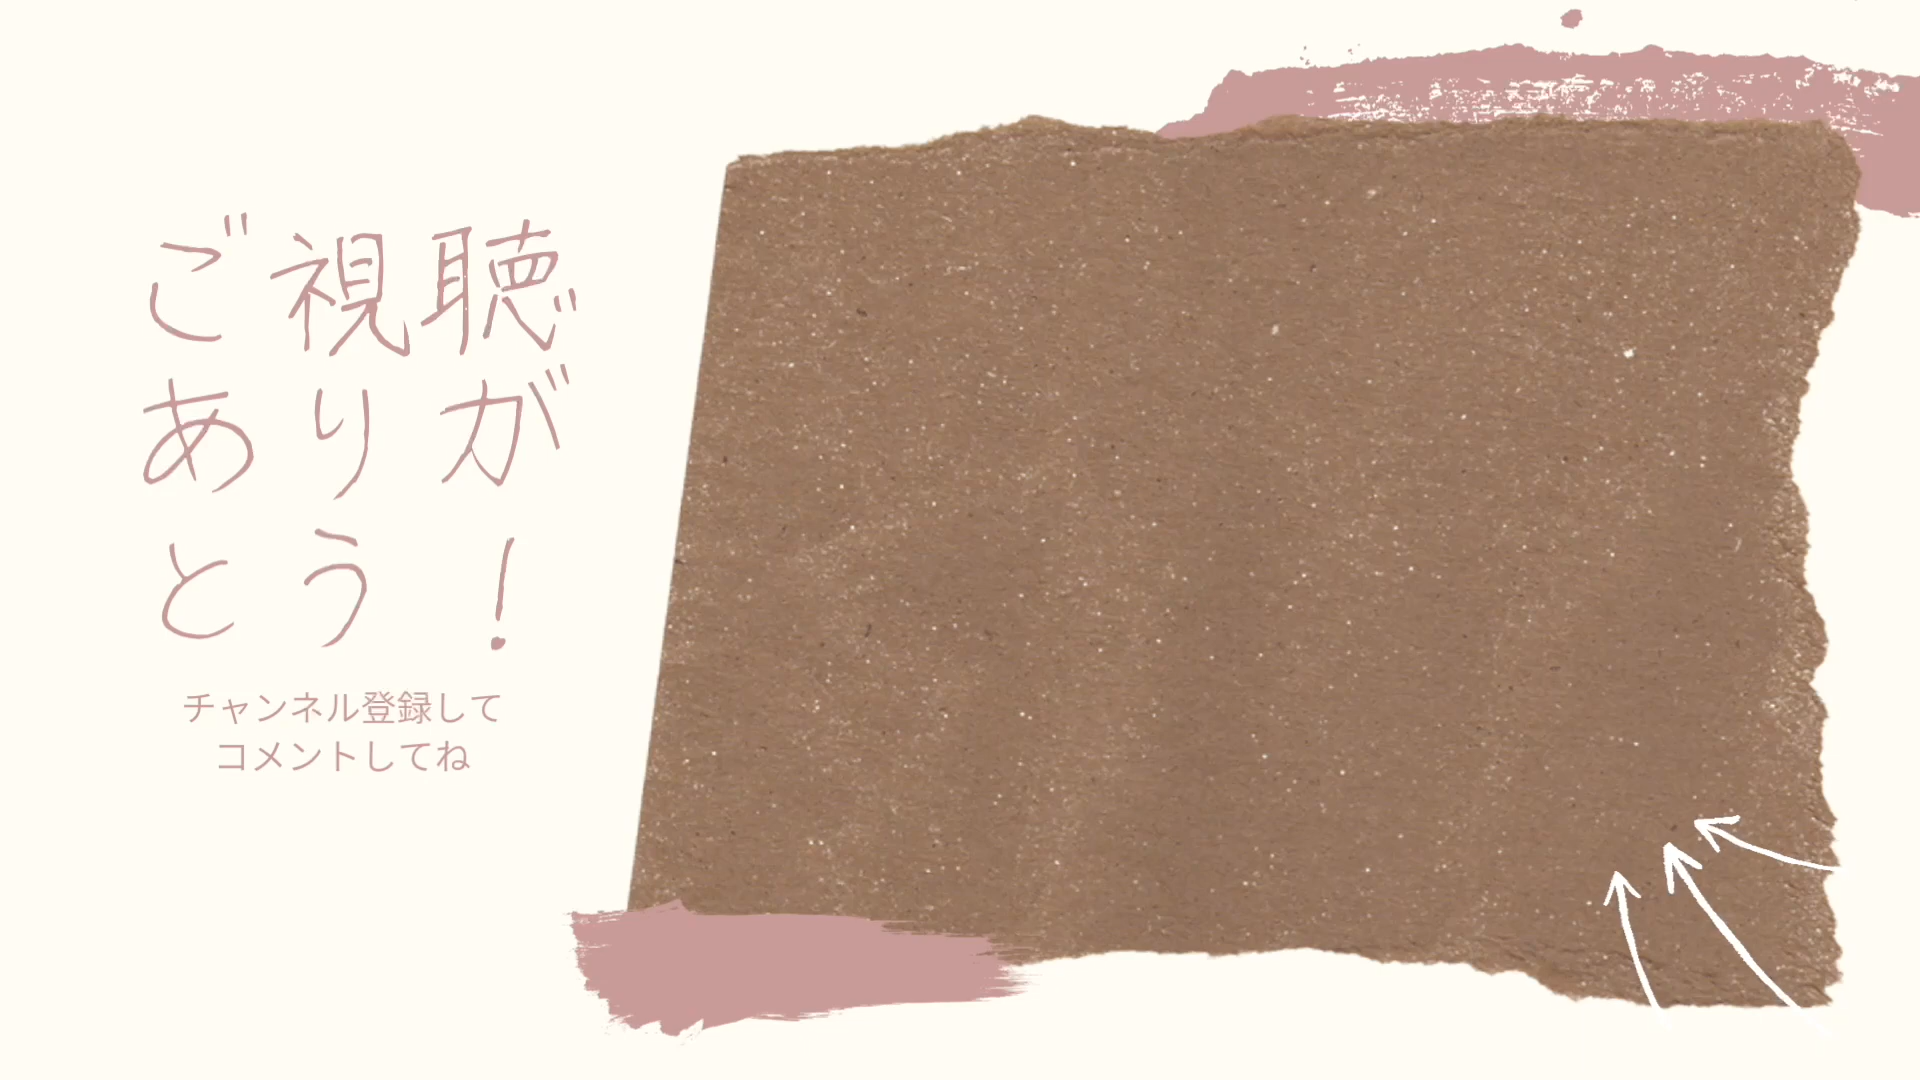 ご視聴
ありが
とう！
チャンネル登録して
コメントしてね